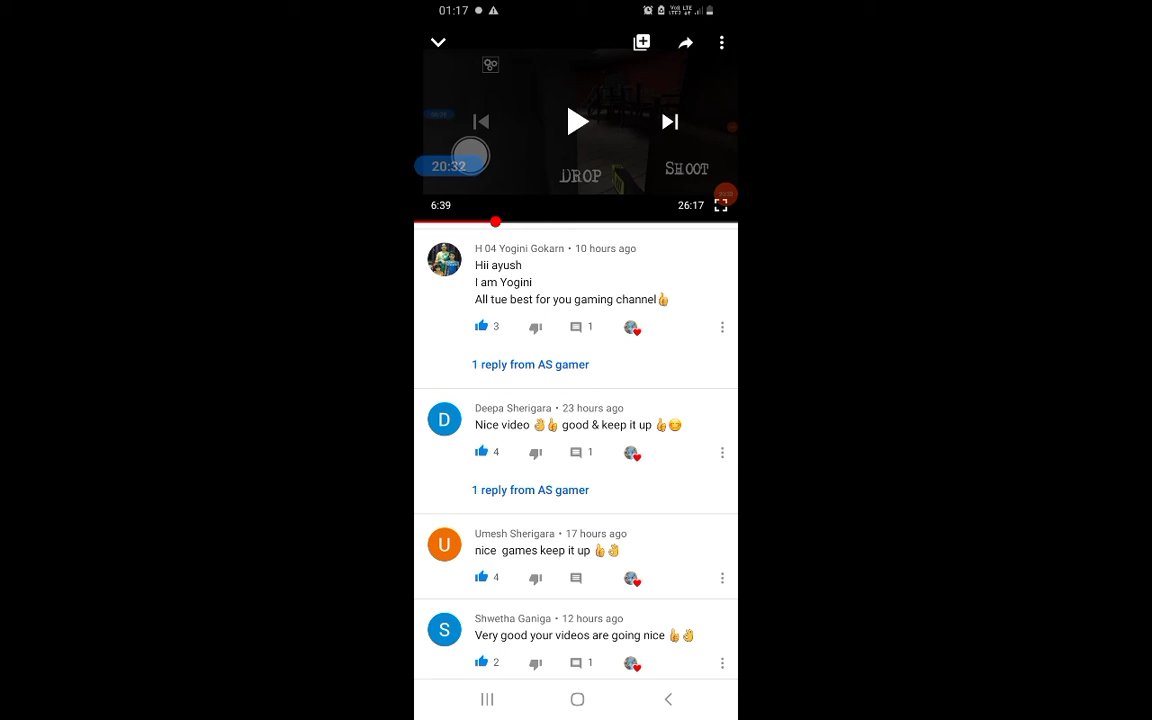 01:17
VoD LTE
LTE2
DROP
SHOOT
20:32
6:39
26:17
H 04 Yogini Gokarn • 10 hours ago
Hii ayush
I am Yogini
All tue best for you gaming channel👍
3
1
1 reply from AS gamer
D
Deepa Sherigara • 23 hours ago
Nice video 👌👍 good & keep it up 👍😊
4
1
1 reply from AS gamer
U
Umesh Sherigara • 17 hours ago
nice games keep it up 👍👌
4
S
Shwetha Ganiga • 12 hours ago
Very good your videos are going nice 👍👌
2
1